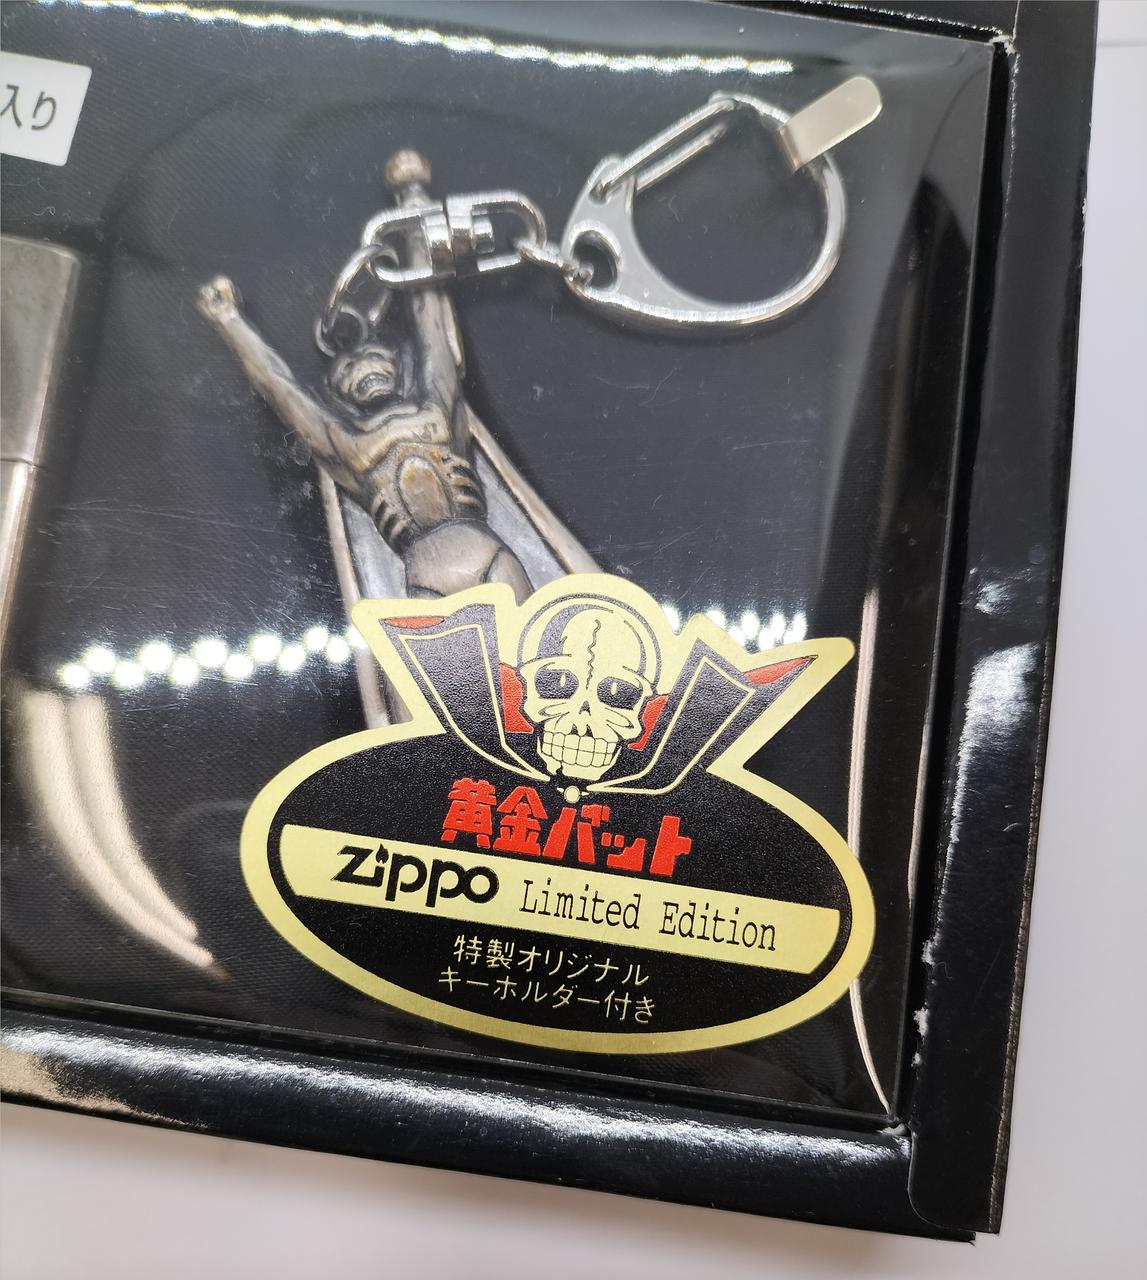 入り
黄金バット
zippo Limited Edition
特製オリジナル
キーホルダー付き